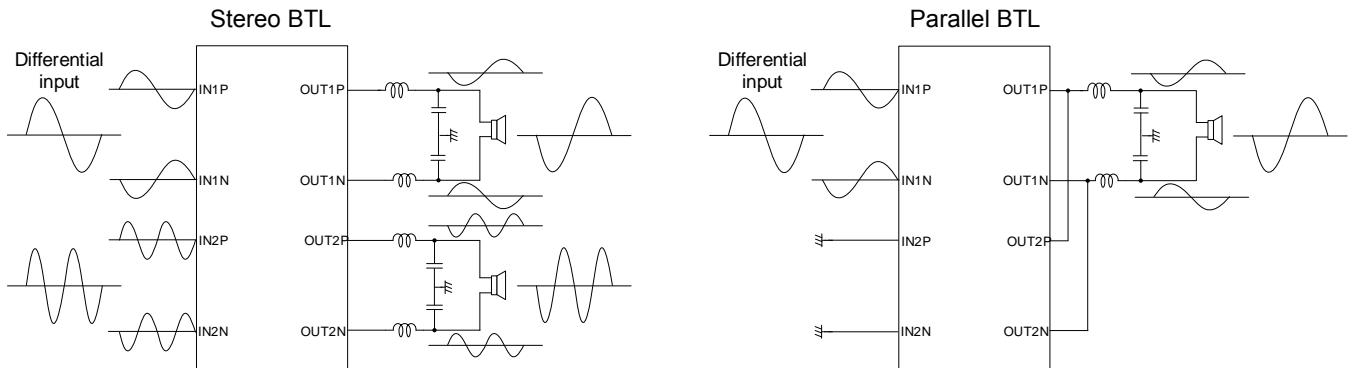 Stereo BTL
Differential
input
IN1P
OUT1P
IN1N
OUT1N
IN2P
OUT2P
IN2N
OUT2N
Parallel BTL
Differential
input
IN1P
OUT1P
IN1N
OUT1N
IN2P
OUT2P
IN2N
OUT2N